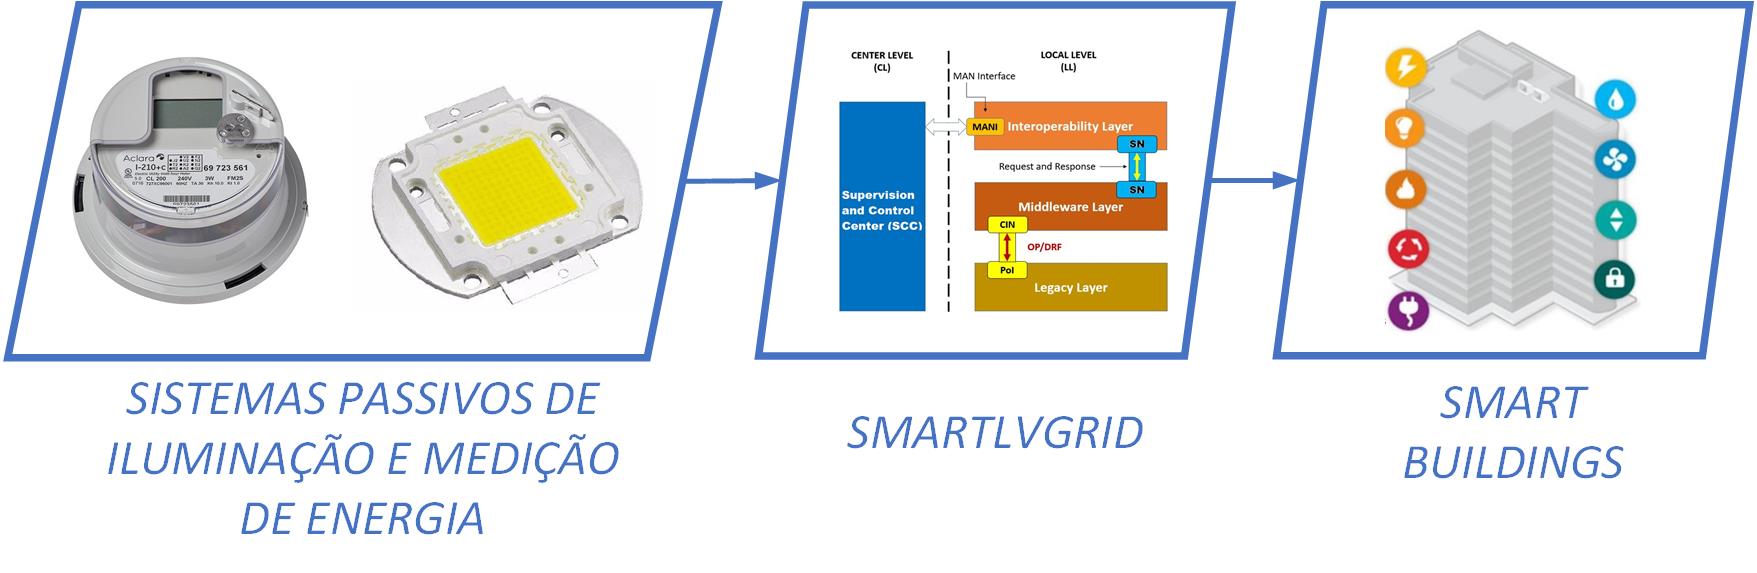 Aclara
I-210+c
69 723 561
CL 200 240V 3W FM2S
CENTER LEVEL
(CL)
LOCAL LEVEL
(LL)
MAN Interface
MANI
Interoperability Layer
SN
Request and Response
SN
Supervision
and Control
Center (SCC)
Middleware Layer
CIN
OP/DRF
PoI
Legacy Layer
SISTEMAS PASSIVOS DE
ILUMINAÇÃO E MEDIÇÃO
DE ENERGIA
SMARTLVGRID
SMART
BUILDINGS